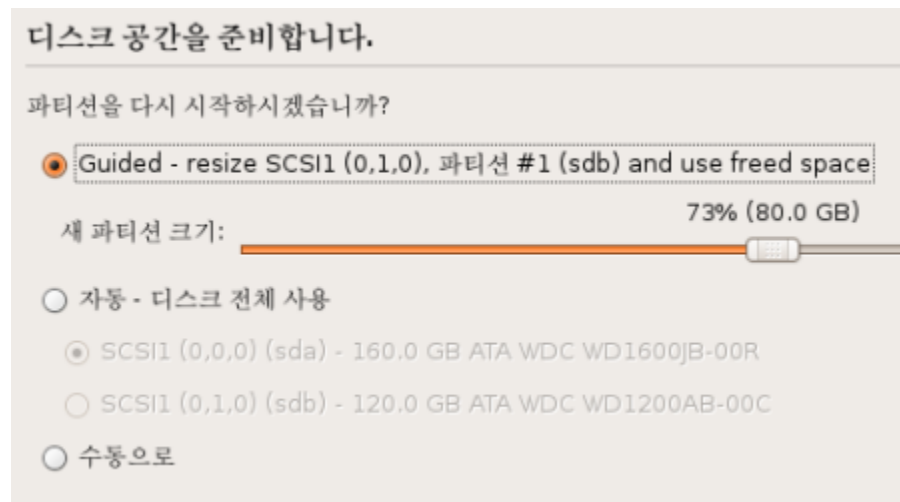 디스크 공간을 준비합니다.
파티션을 다시 시작하시겠습니까?
Guided - resize SCSI1 (0,1,0), 파티션 #1 (sdb) and use freed space
73% (80.0 GB)
새 파티션 크기:
자동 - 디스크 전체 사용
SCSI1 (0,0,0) (sda) - 160.0 GB ATA WDC WD1600JB-00R
SCSI1 (0,1,0) (sdb) - 120.0 GB ATA WDC WD1200AB-00C
수동으로